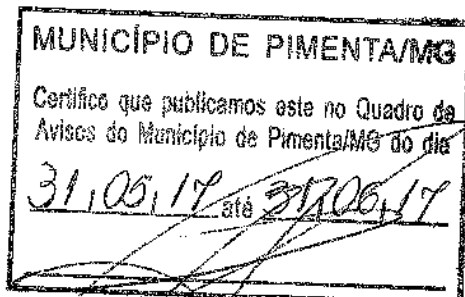 MUNICÍPIO DE PIMENTA/MG
Certifico que publicamos este no Quadro de
Avisos do Município de Pimenta/MG do dia
31,05,17 até 31,06,17